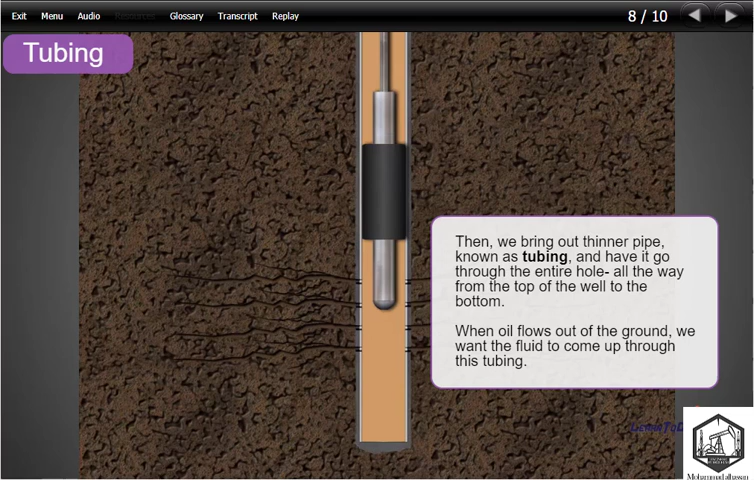 Exit Menu Audio Resources Glossary Transcript Replay 8 / 10
Tubing
Then, we bring out thinner pipe,
known as tubing, and have it go
through the entire hole- all the way
from the top of the well to the
bottom.
When oil flows out of the ground, we
want the fluid to come up through
this tubing.
Mohammad alhassan